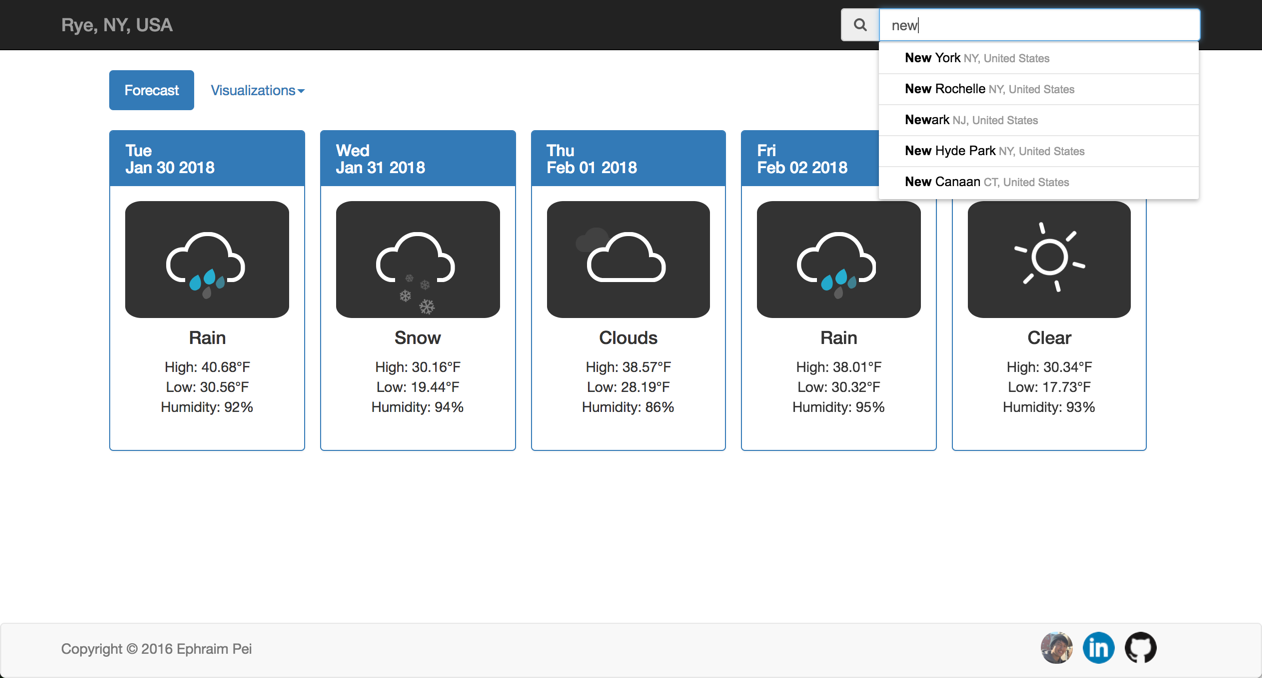 Rye, NY, USA
new
New York NY, United States
New Rochelle NY, United States
Newark NJ, United States
New Hyde Park NY, United States
New Canaan CT, United States
Forecast
Visualizations
Tue
Jan 30 2018
Rain
High: 40.68°F
Low: 30.56°F
Humidity: 92%
Wed
Jan 31 2018
Snow
High: 30.16°F
Low: 19.44°F
Humidity: 94%
Thu
Feb 01 2018
Clouds
High: 38.57°F
Low: 28.19°F
Humidity: 86%
Fri
Feb 02 2018
Rain
High: 38.01°F
Low: 30.32°F
Humidity: 95%
Clear
High: 30.34°F
Low: 17.73°F
Humidity: 93%
Copyright © 2016 Ephraim Pei
in